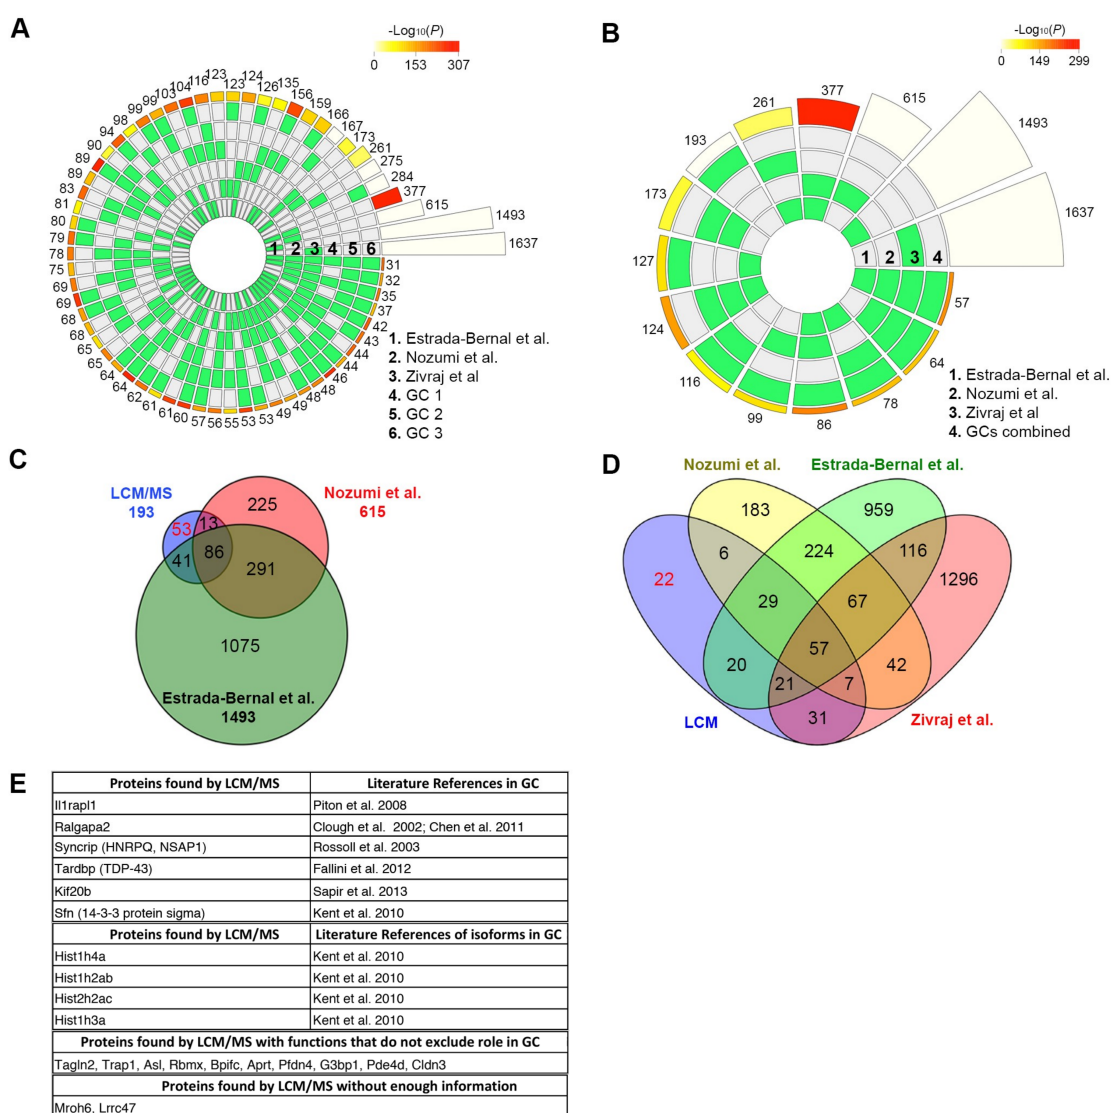 A
-Log10(P)
0 153 307
123
116
104
103
99
99
98
94
90
89
89
83
81
80
79
78
75
69
69
68
68
65
64
64
62
61
61
60
57
56
55
53
53
49
49
48
48
46
44
44
43
42
37
35
32
31
123
124
126
135
156
159
166
167
173
261
275
284
377
615
1493
1637
1 2 3 4 5 6
1. Estrada-Bernal et al.
2. Nozumi et al.
3. Zivraj et al
4. GC 1
5. GC 2
6. GC 3
B
-Log10(P)
0 149 299
377
615
1493
1637
261
193
173
127
124
116
99
86
78
64
57
1 2 3 4
1. Estrada-Bernal et al.
2. Nozumi et al.
3. Zivraj et al
4. GCs combined
C
LCM/MS
193
Nozumi et al.
615
225
53 13
41 86
291
1075
Estrada-Bernal et al.
1493
D
Nozumi et al. Estrada-Bernal et al.
183 959
6 224 116
22 1296
29 67
57
20 42
21 7
31
LCM Zivraj et al.
E
Proteins found by LCM/MS Literature References in GC
Il1rapl1 Piton et al. 2008
Ralgapa2 Clough et al. 2002; Chen et al. 2011
Syncrip (HNRPQ, NSAP1) Rossoll et al. 2003
Tardbp (TDP-43) Fallini et al. 2012
Kif20b Sapir et al. 2013
Sfn (14-3-3 protein sigma) Kent et al. 2010
Proteins found by LCM/MS Literature References of isoforms in GC
Hist1h4a Kent et al. 2010
Hist1h2ab Kent et al. 2010
Hist2h2ac Kent et al. 2010
Hist1h3a Kent et al. 2010
Proteins found by LCM/MS with functions that do not exclude role in GC
Tagln2, Trap1, Asl, Rbmx, Bpifc, Aprt, Pfdn4, G3bp1, Pde4d, Cldn3
Proteins found by LCM/MS without enough information
Mroh6, Lrrc47